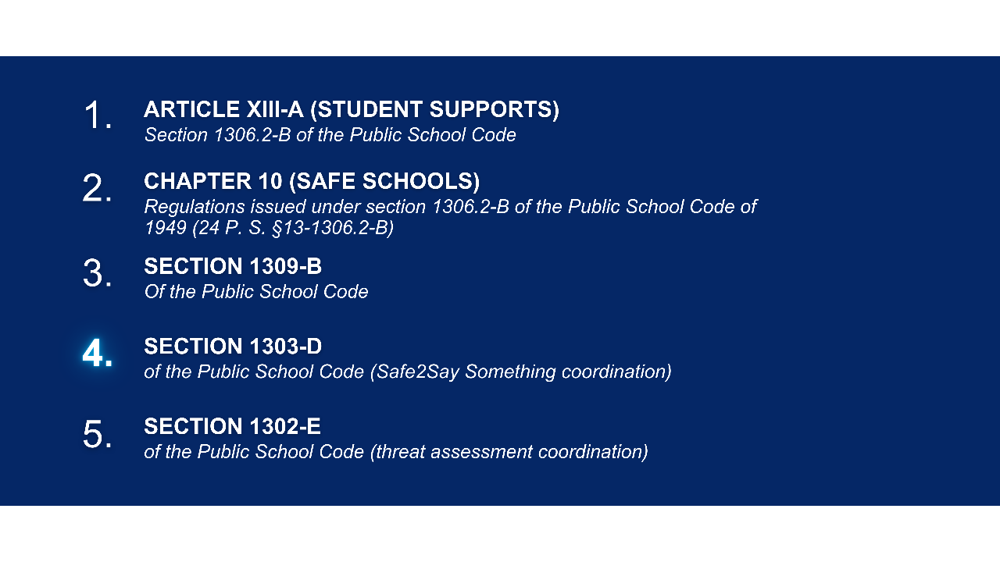 1. ARTICLE XIII-A (STUDENT SUPPORTS)
Section 1306.2-B of the Public School Code
2. CHAPTER 10 (SAFE SCHOOLS)
Regulations issued under section 1306.2-B of the Public School Code of
1949 (24 P. S. §13-1306.2-B)
3. SECTION 1309-B
Of the Public School Code
4. SECTION 1303-D
of the Public School Code (Safe2Say Something coordination)
5. SECTION 1302-E
of the Public School Code (threat assessment coordination)